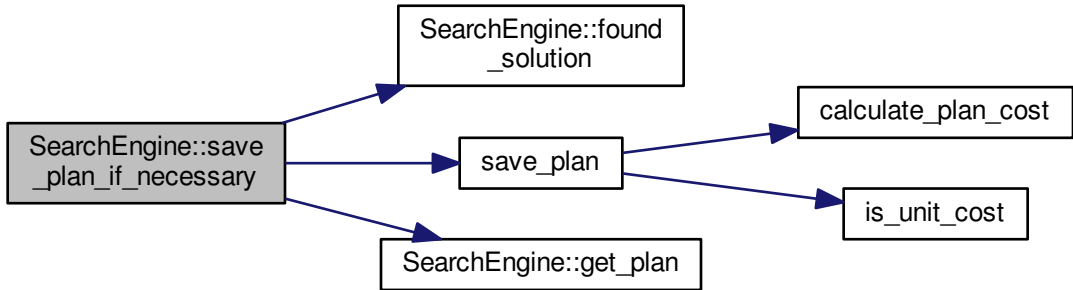 SearchEngine::save
_plan_if_necessary
SearchEngine::found
_solution
save_plan
SearchEngine::get_plan
calculate_plan_cost
is_unit_cost